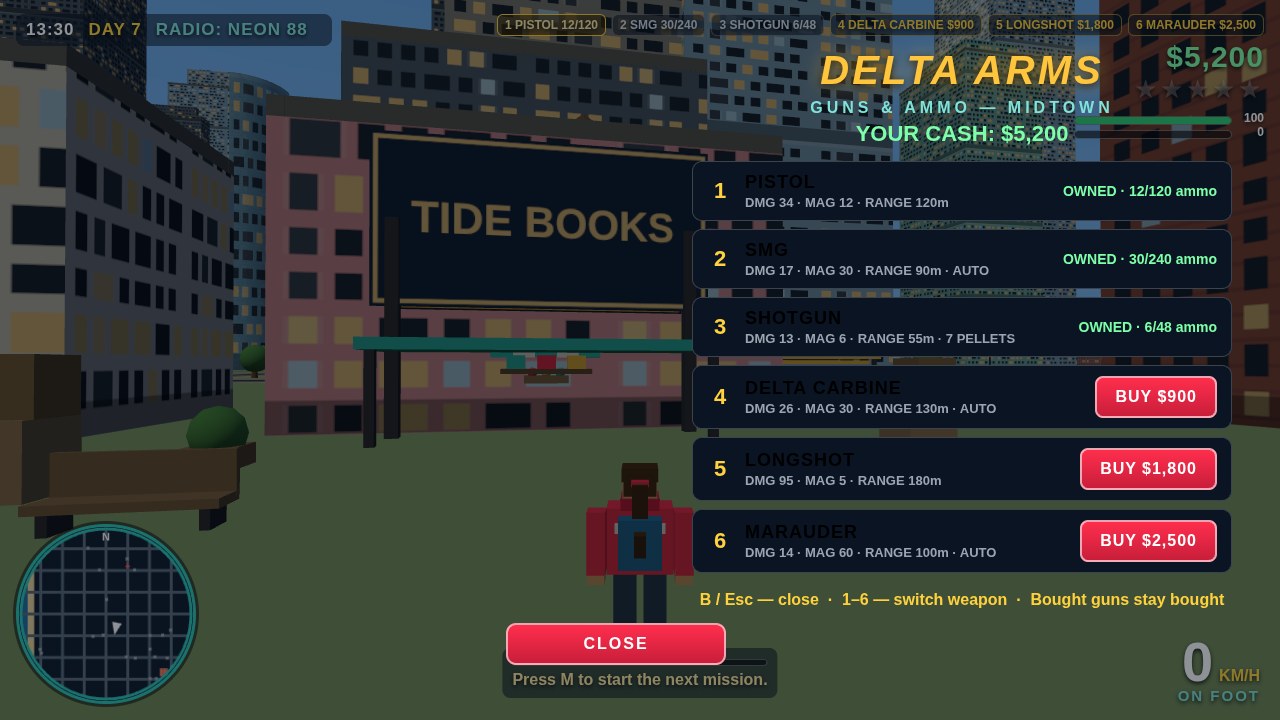 13:30 DAY 7 RADIO: NEON 88
1 PISTOL 12/120 2 SMG 30/240 3 SHOTGUN 6/48 4 DELTA CARBINE $900 5 LONGSHOT $1,800 6 MARAUDER $2,500
$5,200
DELTA ARMS
GUNS & AMMO — MIDTOWN
100
0
YOUR CASH: $5,200
TIDE BOOKS
1 PISTOL
DMG 34 · MAG 12 · RANGE 120m
OWNED · 12/120 ammo
2 SMG
DMG 17 · MAG 30 · RANGE 90m · AUTO
OWNED · 30/240 ammo
3 SHOTGUN
DMG 13 · MAG 6 · RANGE 55m · 7 PELLETS
OWNED · 6/48 ammo
4 DELTA CARBINE
DMG 26 · MAG 30 · RANGE 130m · AUTO
BUY $900
5 LONGSHOT
DMG 95 · MAG 5 · RANGE 180m
BUY $1,800
6 MARAUDER
DMG 14 · MAG 60 · RANGE 100m · AUTO
BUY $2,500
B / Esc — close · 1–6 — switch weapon · Bought guns stay bought
CLOSE
Press M to start the next mission.
N
0 KM/H
ON FOOT